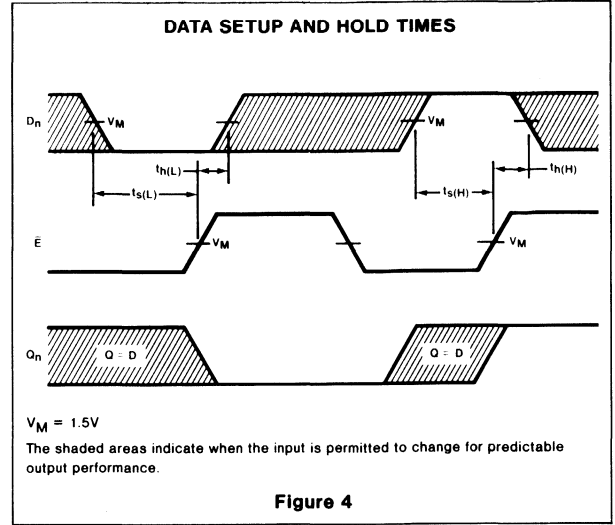 DATA SETUP AND HOLD TIMES
Dn
VM
VM
th(L)
th(H)
ts(L)
ts(H)
Ē
VM
VM
Qn
Q = D
Q = D
VM = 1.5V
The shaded areas indicate when the input is permitted to change for predictable
output performance.
Figure 4